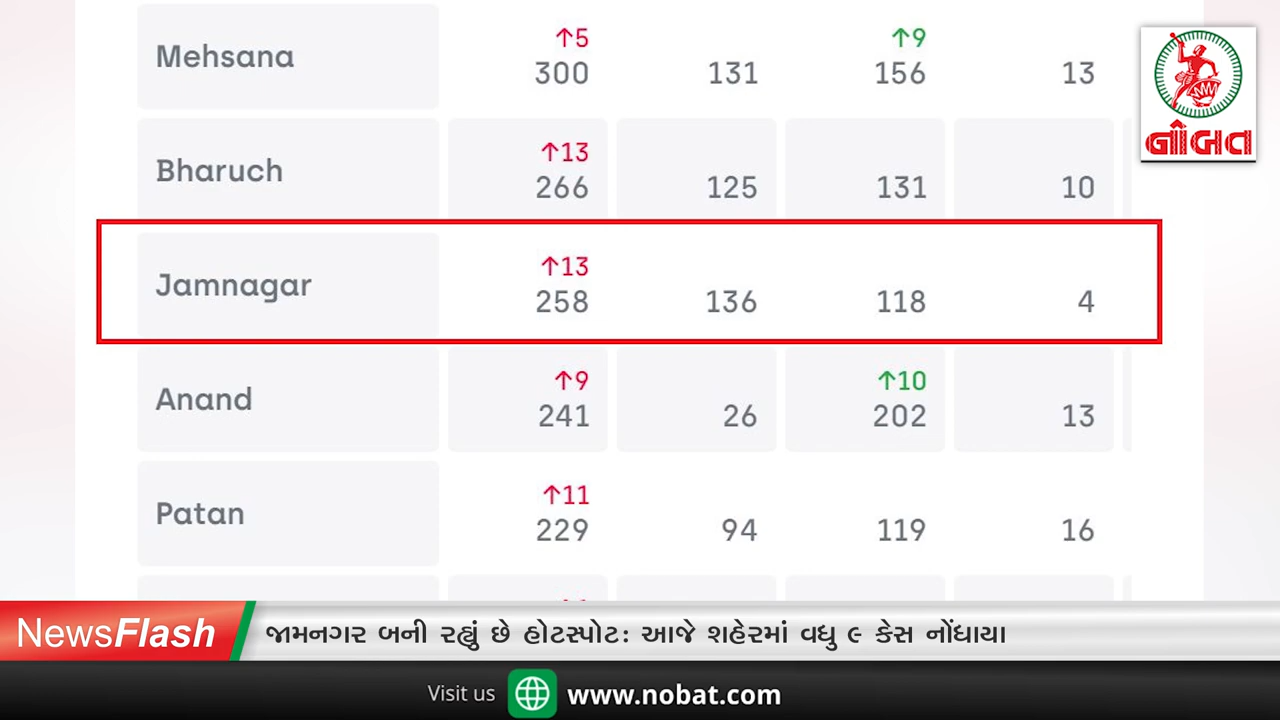 ↑5 ↑9
Mehsana 300 131 156 13
↑13
Bharuch 266 125 131 10
↑13
Jamnagar 258 136 118 4
↑9 ↑10
Anand 241 26 202 13
↑11
Patan 229 94 119 16
NW
નૌબત
NewsFlash જામનગર બની રહ્યું છે હોટસ્પોટ: આજે શહેરમાં વધુ ૯ કેસ નોંધાયા
Visit us www.nobat.com